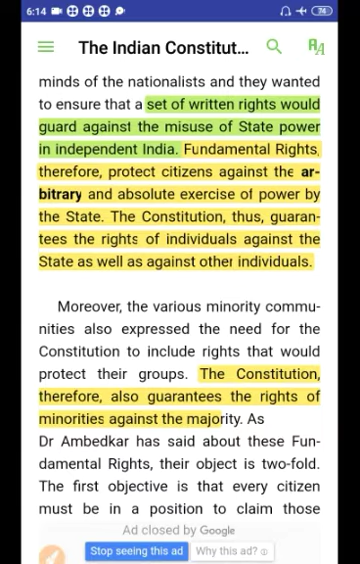 6:14
74
The Indian Constitut...
minds of the nationalists and they wanted
to ensure that a set of written rights would
guard against the misuse of State power
in independent India. Fundamental Rights,
therefore, protect citizens against the ar-
bitrary and absolute exercise of power by
the State. The Constitution, thus, guaran-
tees the rights of individuals against the
State as well as against other individuals.
Moreover, the various minority commu-
nities also expressed the need for the
Constitution to include rights that would
protect their groups. The Constitution,
therefore, also guarantees the rights of
minorities against the majority. As
Dr Ambedkar has said about these Fun-
damental Rights, their object is two-fold.
The first objective is that every citizen
must be in a position to claim those
Ad closed by Google
Stop seeing this ad Why this ad?